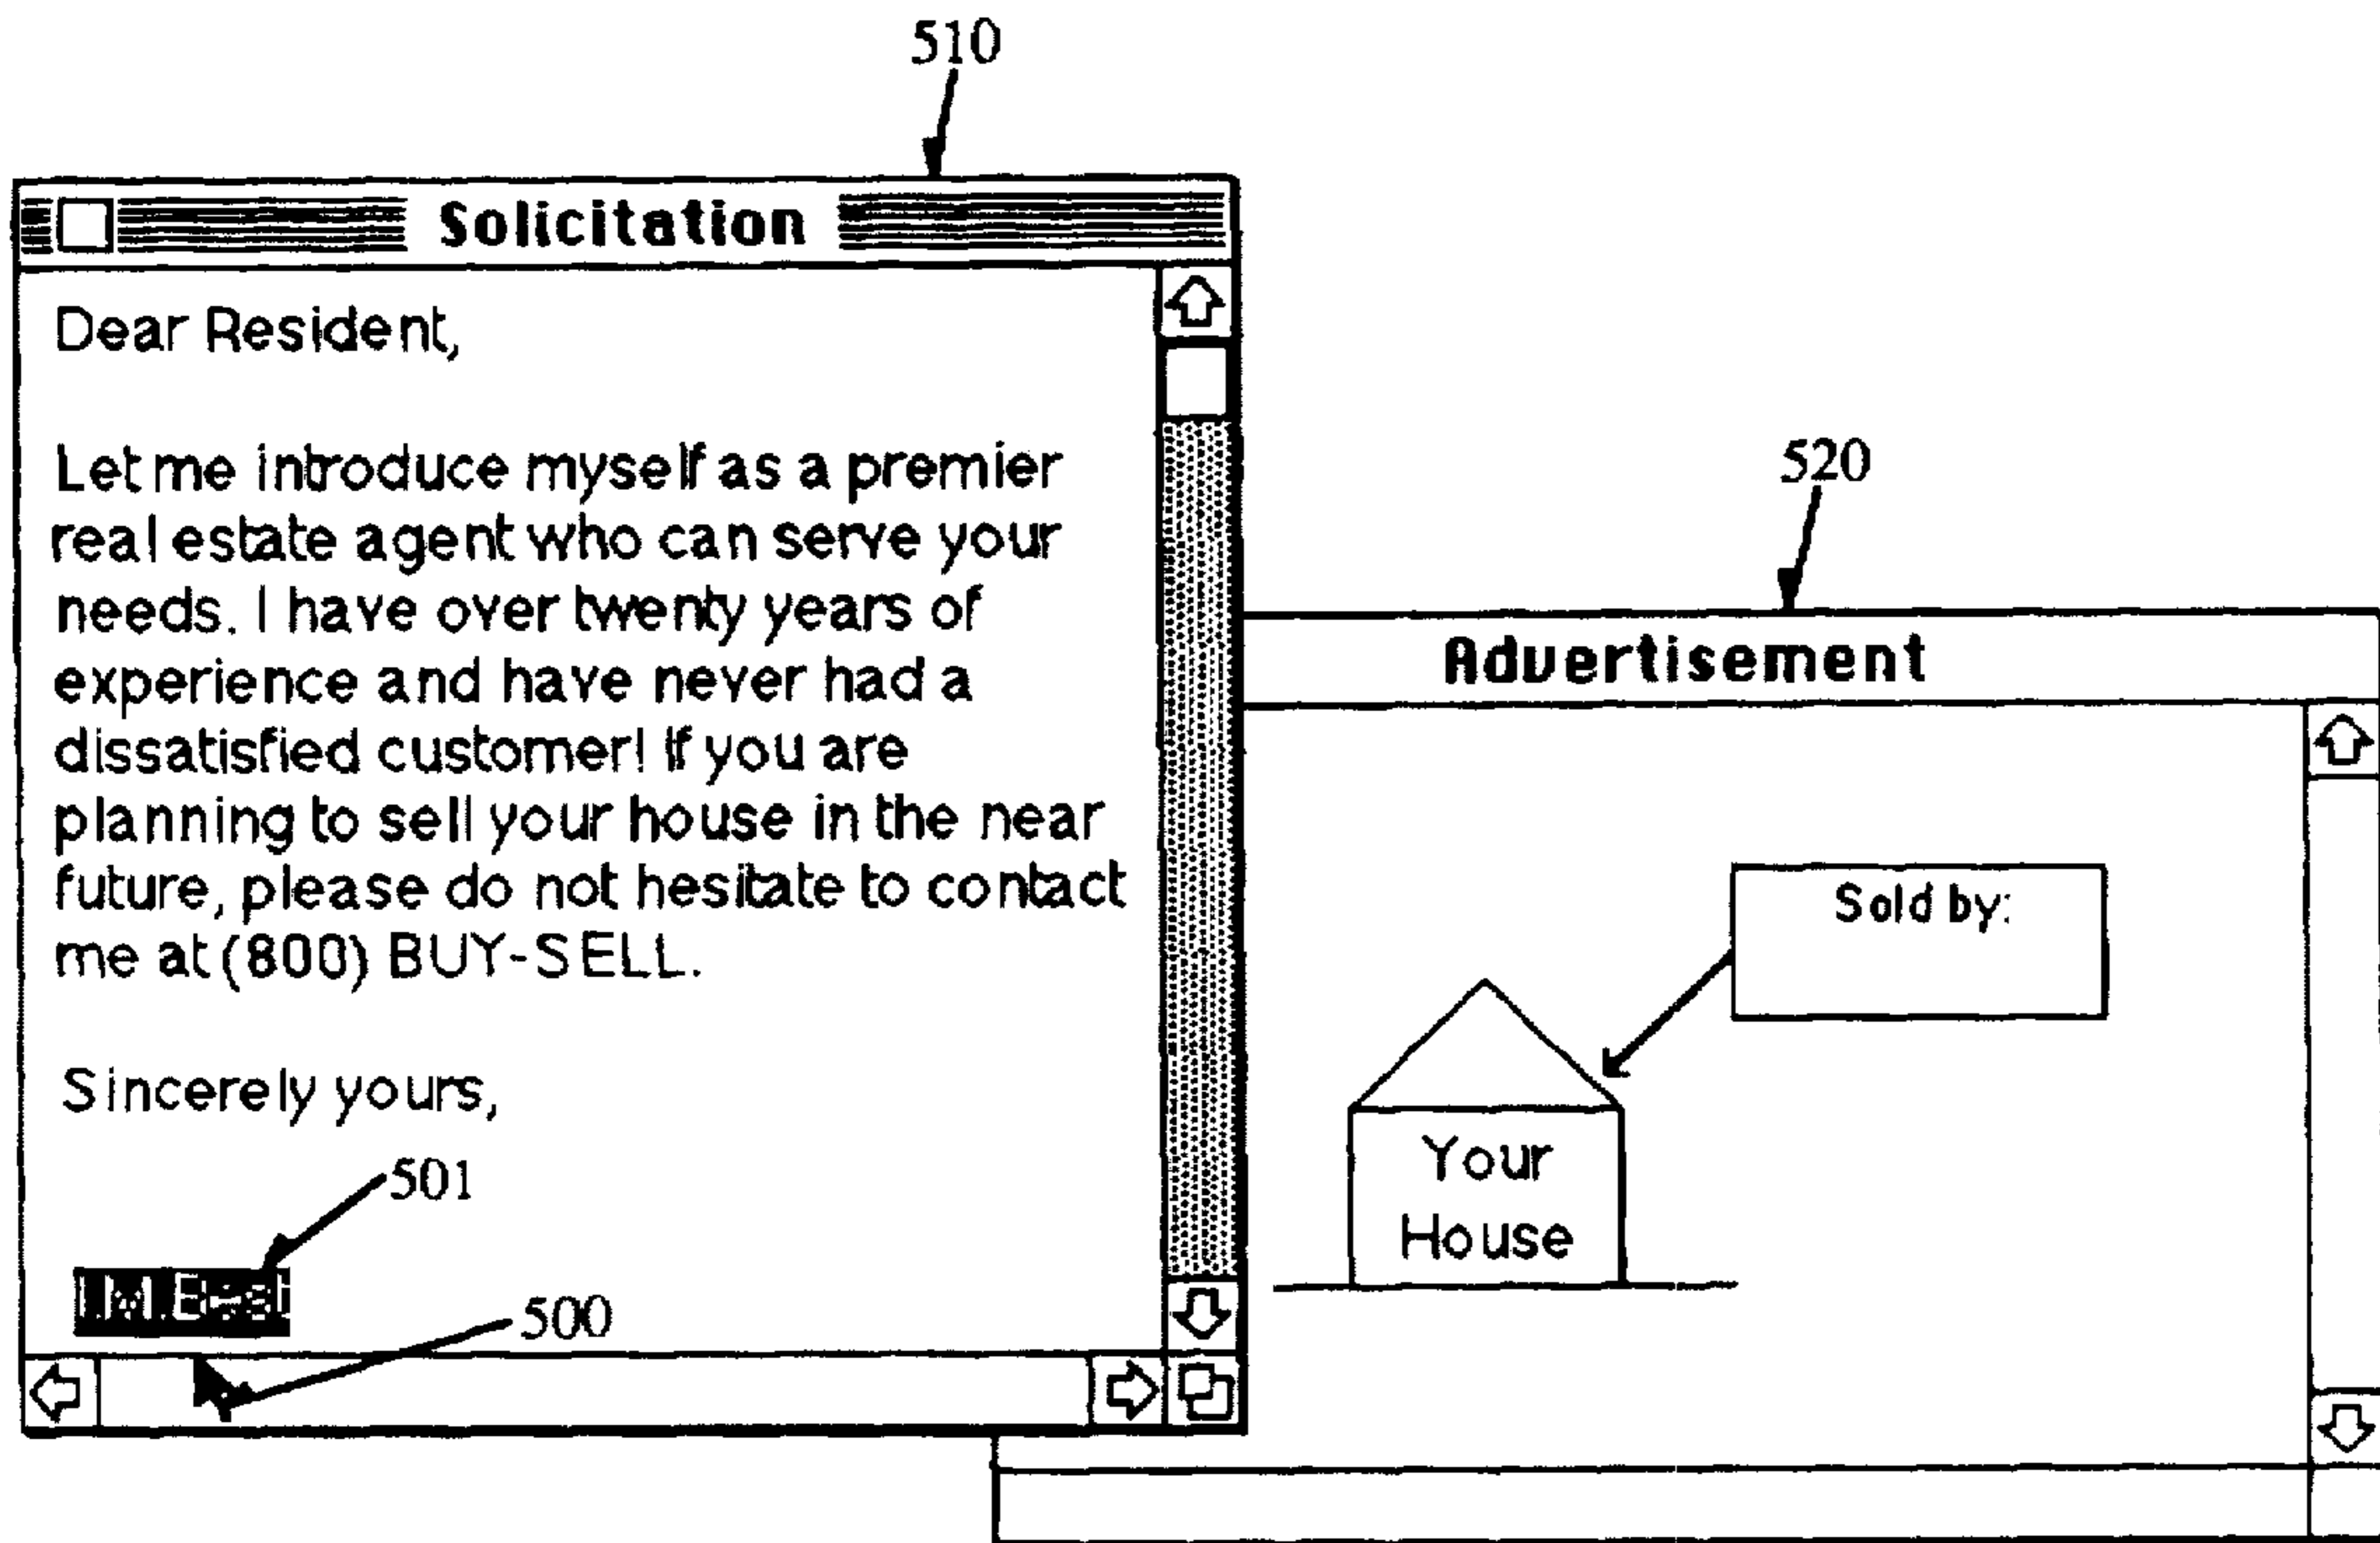 510
Solicitation
Dear Resident,
Let me introduce myself as a premier
real estate agent who can serve your
needs. I have over twenty years of
experience and have never had a
dissatisfied customer! If you are
planning to sell your house in the near
future, please do not hesitate to contact
me at (800) BUY-SELL.
Sincerely yours,
501
500
520
Advertisement
Sold by:
Your
House